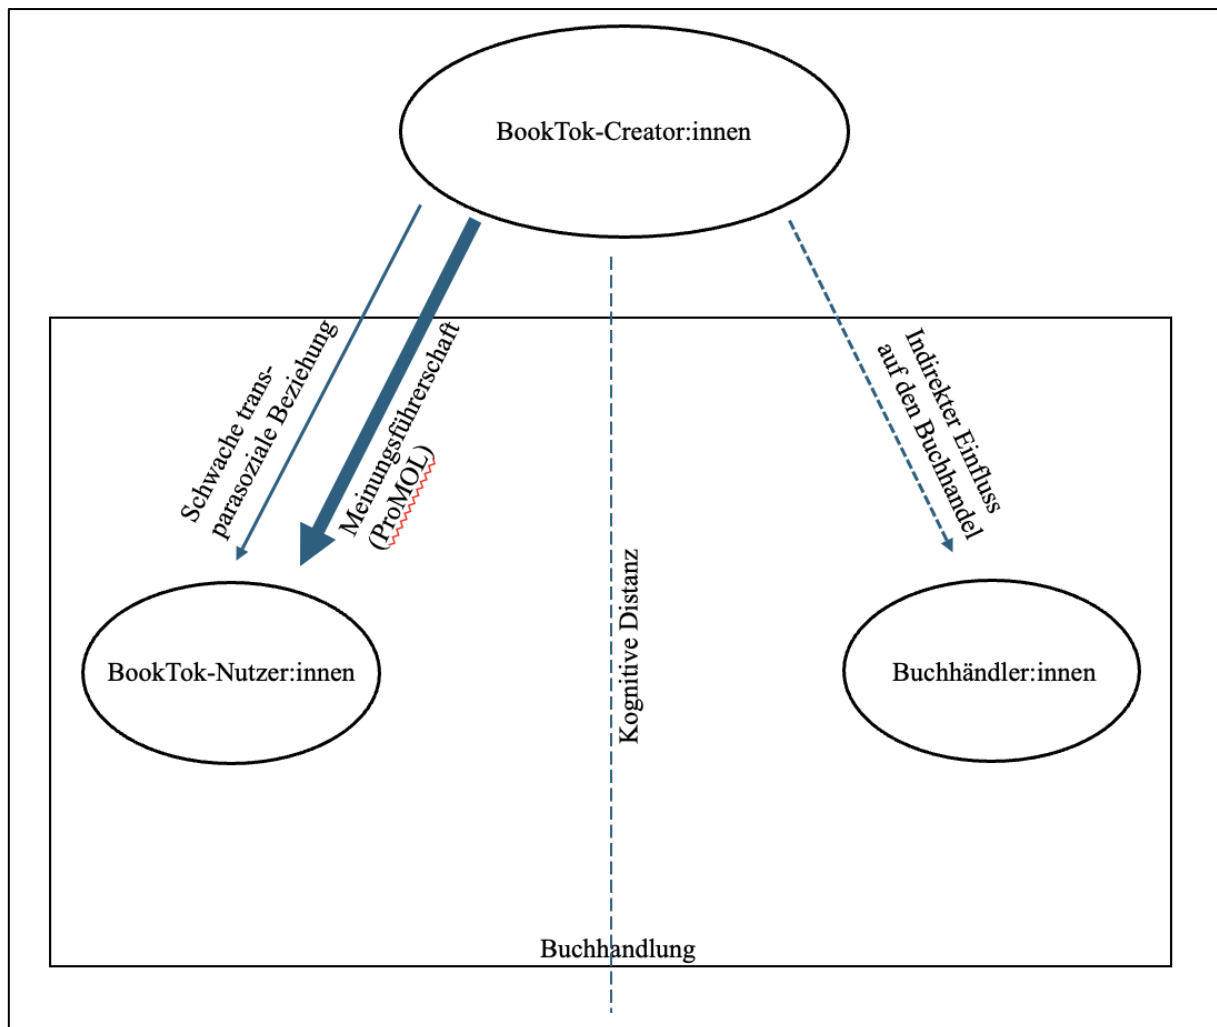 BookTok-Creator:innen
Schwache trans-
parasoziale Beziehung
Meinungsführerschaft
(ProMOL)
Indirekter Einfluss
auf den Buchhandel
Kognitive Distanz
BookTok-Nutzer:innen
Buchhändler:innen
Buchhandlung